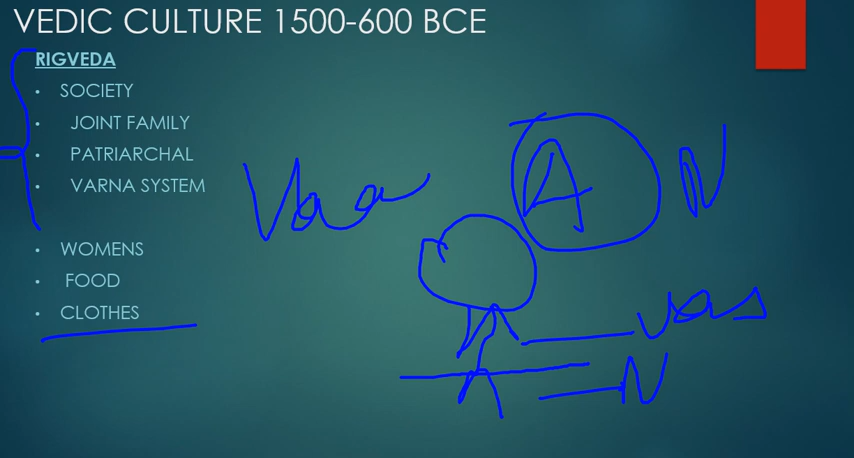 VEDIC CULTURE 1500-600 BCE
RIGVEDA
• SOCIETY
• JOINT FAMILY
• PATRIARCHAL
• VARNA SYSTEM
• WOMENS
• FOOD
• CLOTHES
A
N
N